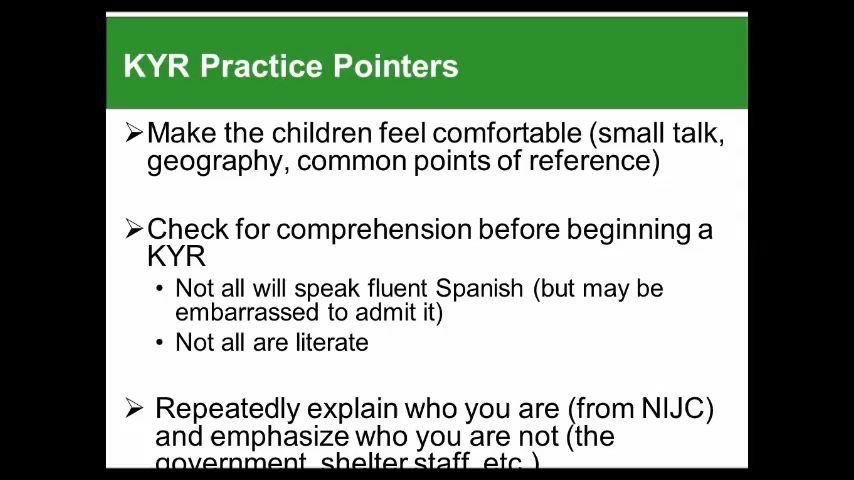 KYR Practice Pointers
➢Make the children feel comfortable (small talk,
geography, common points of reference)
➢Check for comprehension before beginning a
KYR
• Not all will speak fluent Spanish (but may be
embarrassed to admit it)
• Not all are literate
➢ Repeatedly explain who you are (from NIJC)
and emphasize who you are not (the
government, shelter staff, etc.)